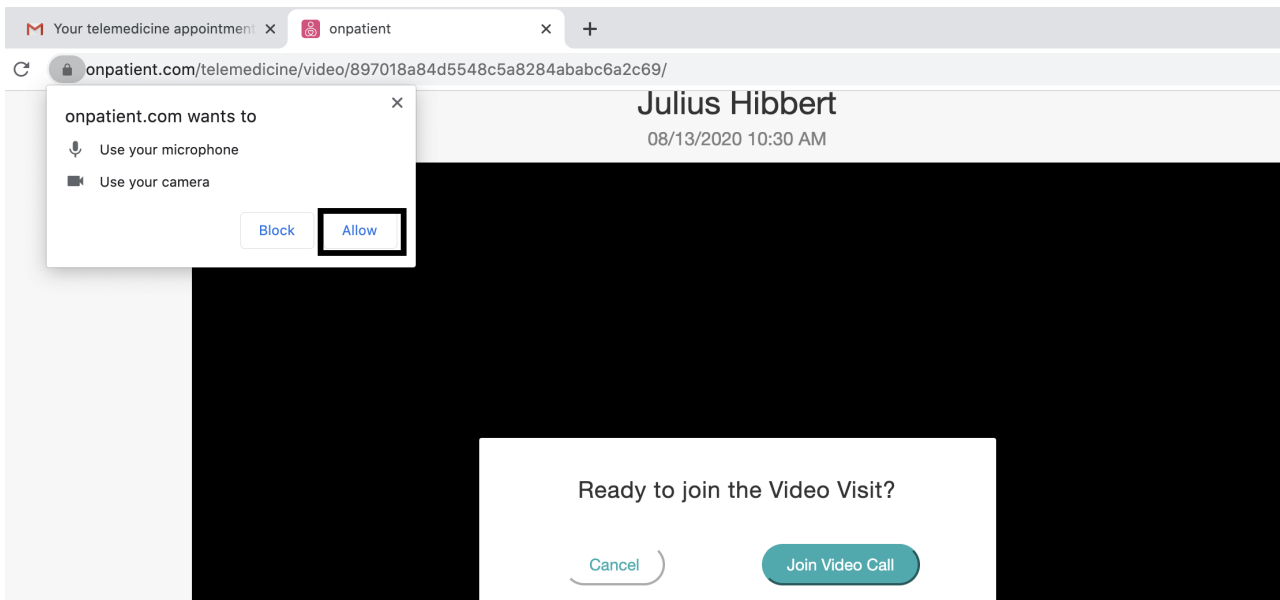 Your telemedicine appointment
onpatient
onpatient.com/telemedicine/video/897018a84d5548c5a8284ababc6a2c69/
onpatient.com wants to
Use your microphone
Use your camera
Block
Allow
Julius Hibbert
08/13/2020 10:30 AM
Ready to join the Video Visit?
Cancel
Join Video Call